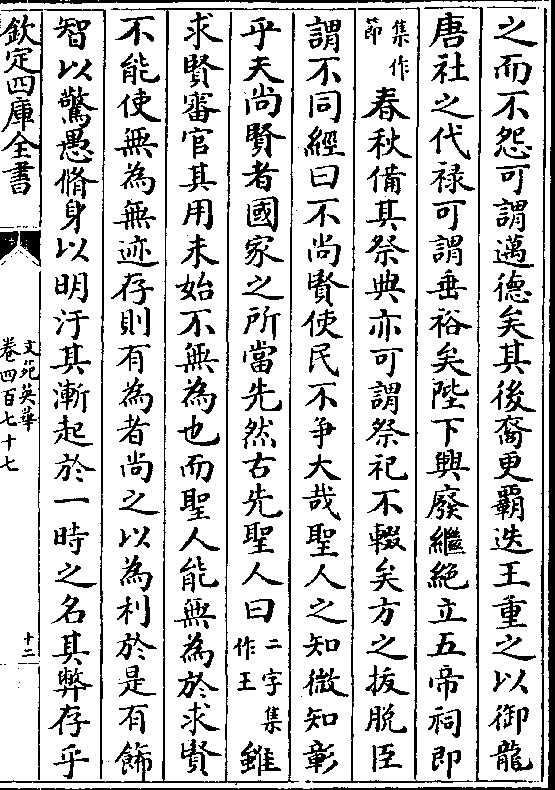 之而不怨可謂邁德矣其後裔更覇迭王重之以御龍
唐社之代禄可謂垂裕矣陛下興廢繼絶立五帝祠即
集作節春秋備其祭典亦可謂祭祀不輟矣方之抜脱臣
謂不同經曰不尚賢使民不爭大哉聖人之知微知彰
乎天尚賢者國家之所當先然古先聖人曰二字集作王雖
求賢審官其用未始不無為也而聖人能無為於求賢
不能使無為無迹存則有為者尚之以為利於是有飾
智以驚愚脩身以明汙其漸起於一時之名其弊存乎
欽定四庫全書
文苑英華
卷四百七十七
十二